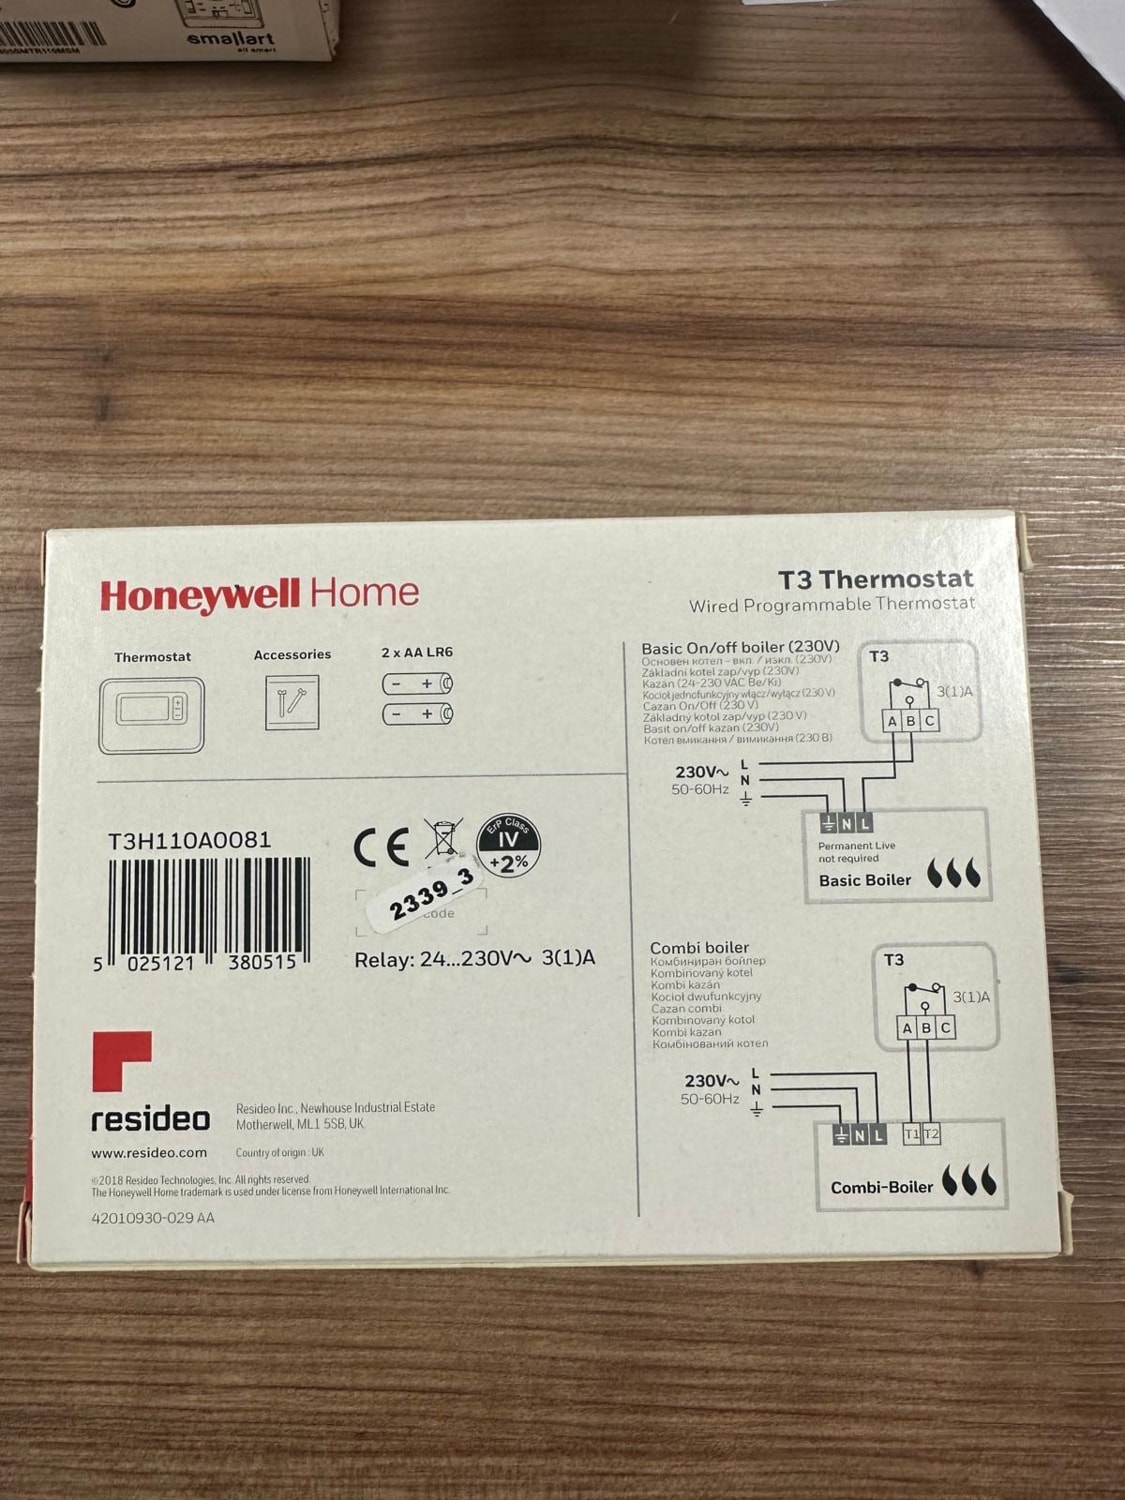 smallart
all smart
Honeywell Home
T3 Thermostat
Wired Programmable Thermostat
Thermostat
Accessories
2 x AA LR6
- +
- +
T3H110A0081
5 025121 380515
CE
ErP Class
IV
+2%
2339_3
code
Relay: 24...230V~ 3(1)A
resideo
www.resideo.com
Resideo Inc., Newhouse Industrial Estate
Motherwell, ML1 5SB, UK
Country of origin: UK
©2018 Resideo Technologies, Inc. All rights reserved.
The Honeywell Home trademark is used under license from Honeywell International Inc.
42010930-029 AA
Basic On/off boiler (230V)
Основен котел - вкл. / изкл. (230V)
Základní kotel zap/vyp (230V)
Kazán (24-230 VAC Be/Ki)
Kocioł jednofunkcyjny włącz/wyłącz (230 V)
Cazan On/Off (230 V)
Základný kotol zap/vyp (230 V)
Basit on/off kazan (230V)
Котел вмикання / вимикання (230 В)
T3
3(1)A
A B C
230V~
50-60Hz
L
N
N L
Permanent Live
not required
Basic Boiler
Combi boiler
Комбиниран бойлер
Kombinovaný kotel
Kombi kazán
Kocioł dwufunkcyjny
Cazan combi
Kombinovaný kotol
Kombi kazan
Комбінований котел
T3
3(1)A
A B C
230V~
50-60Hz
L
N
N L
T1 T2
Combi-Boiler